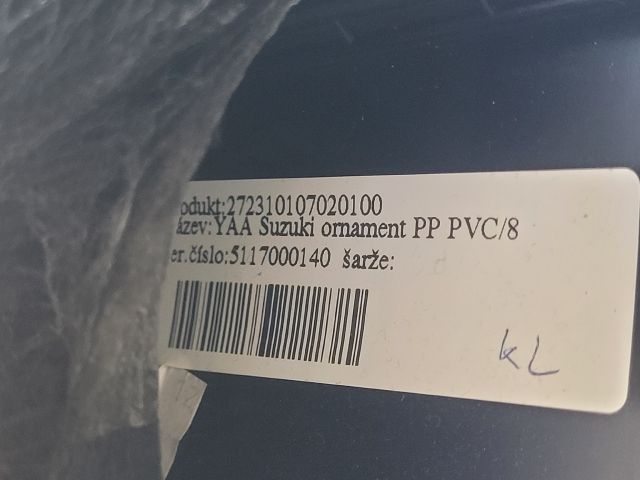 odukt:272310107020100
ázev:YAA Suzuki ornament PP PVC/8
er.číslo:5117000140 šarže:
KL